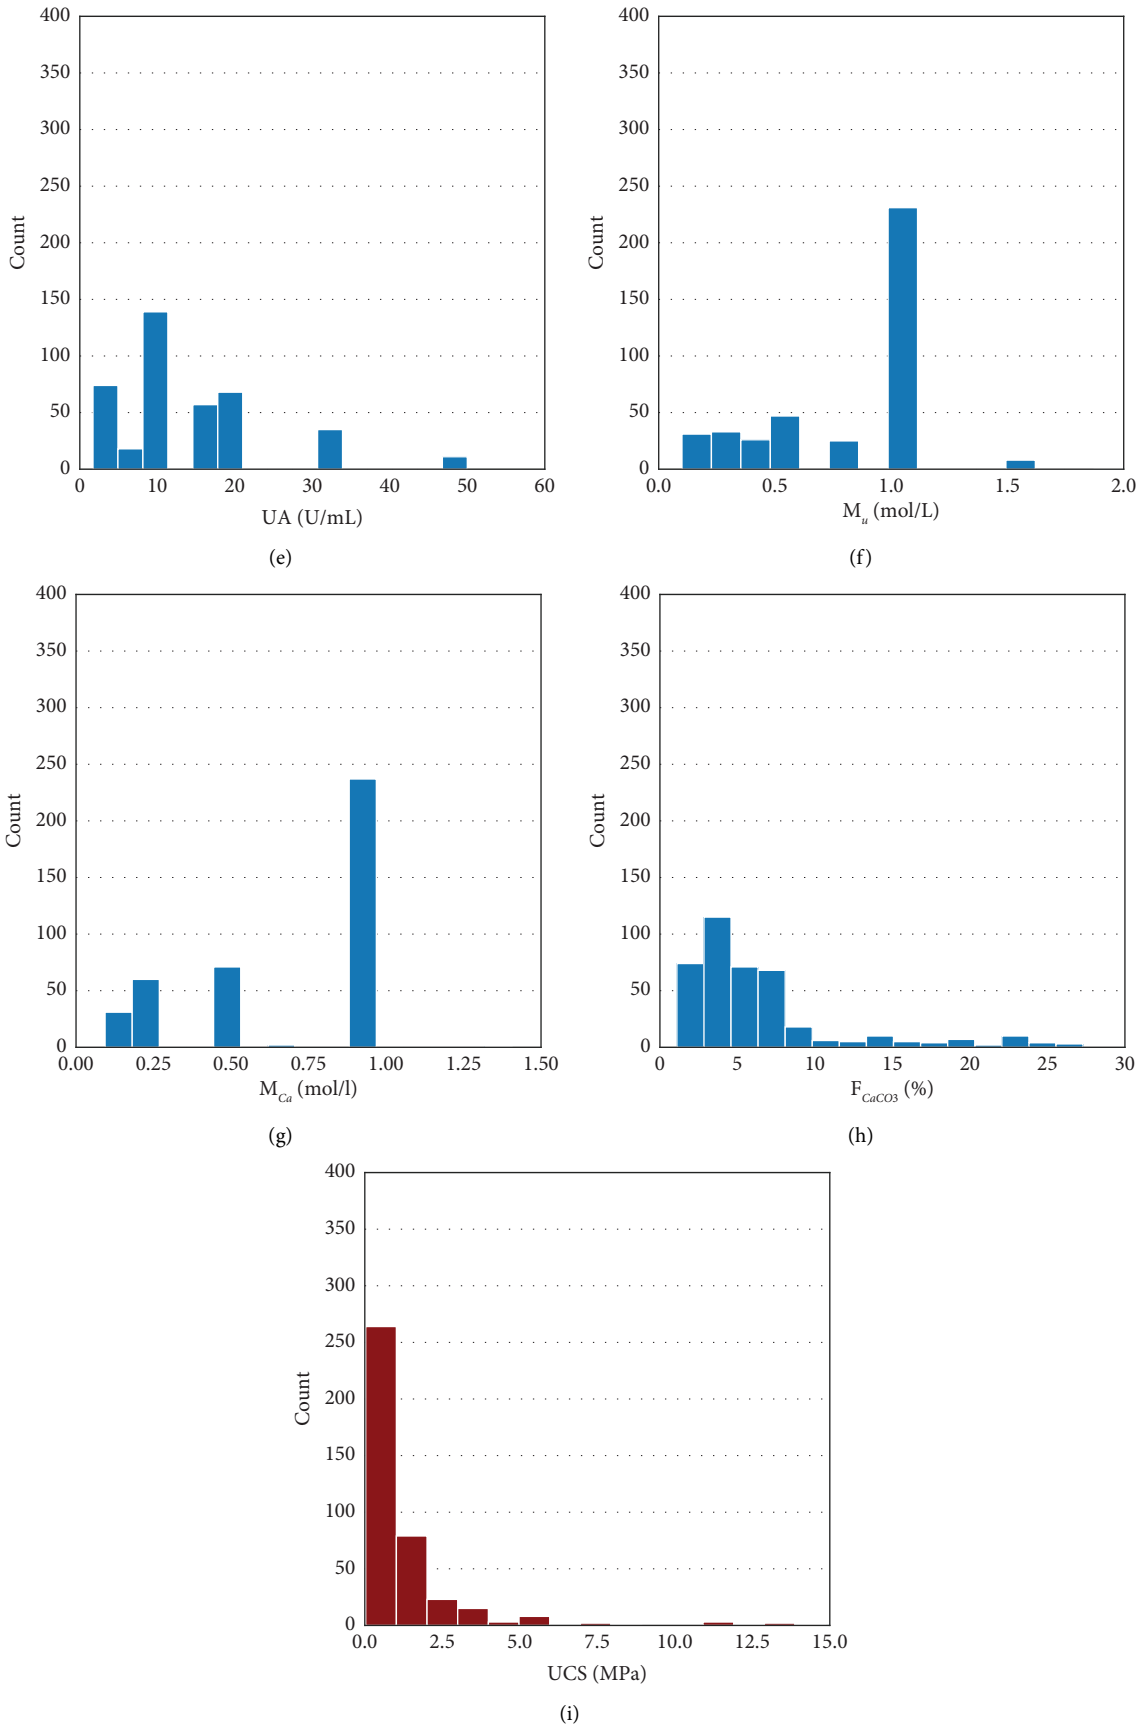 400
350
300
250
200
150
100
50
0
Count
0 10 20 30 40 50 60
UA (U/mL)
(e)
400
350
300
250
200
150
100
50
0
Count
0.0 0.5 1.0 1.5 2.0
Mu (mol/L)
(f)
400
350
300
250
200
150
100
50
0
Count
0.00 0.25 0.50 0.75 1.00 1.25 1.50
MCa (mol/l)
(g)
400
350
300
250
200
150
100
50
0
Count
0 5 10 15 20 25 30
FCaCO3 (%)
(h)
400
350
300
250
200
150
100
50
0
Count
0.0 2.5 5.0 7.5 10.0 12.5 15.0
UCS (MPa)
(i)